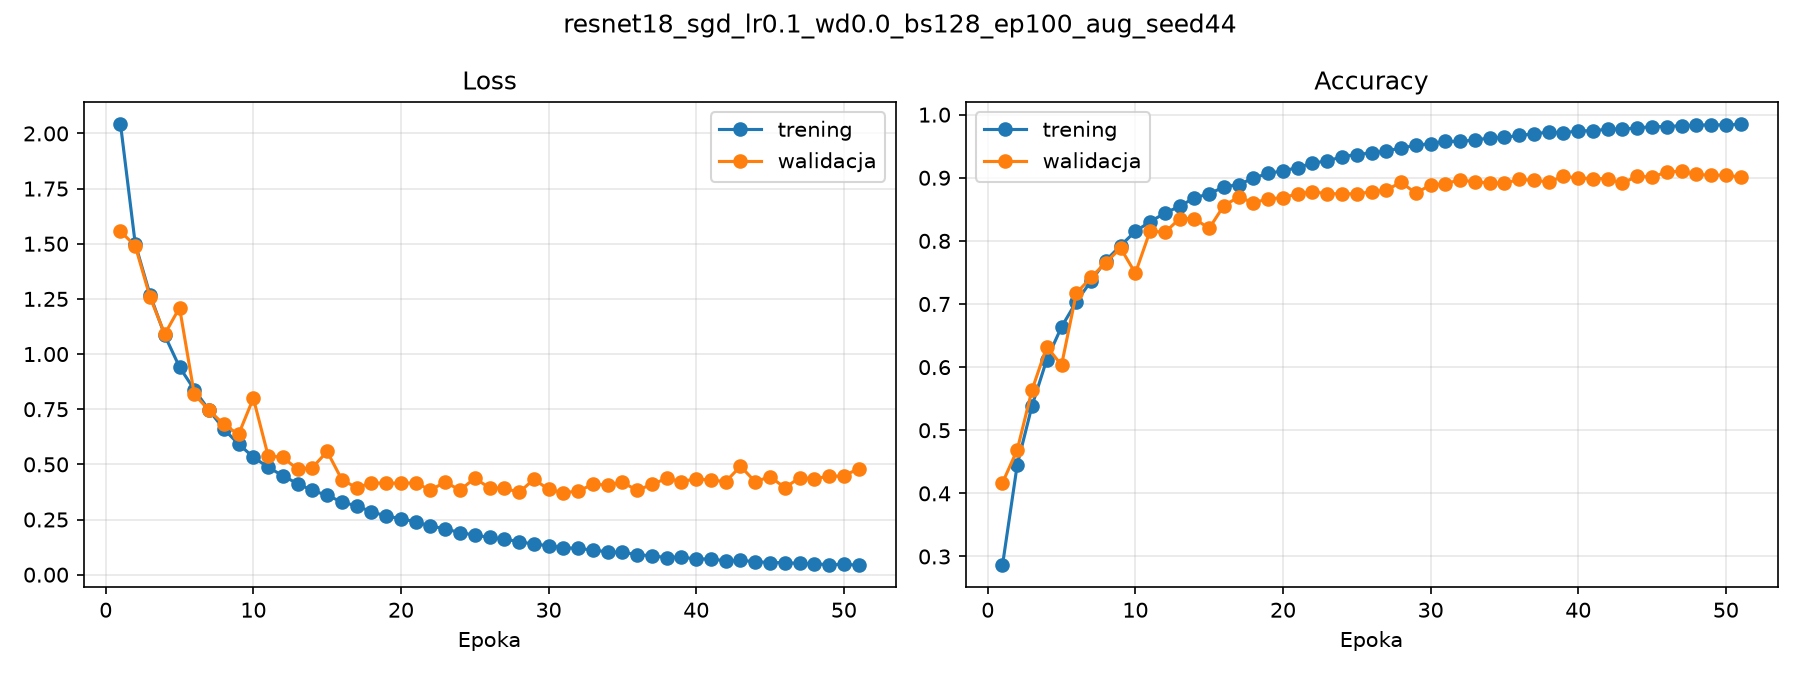 resnet18_sgd_lr0.1_wd0.0_bs128_ep100_aug_seed44
Loss
2.00
1.75
1.50
1.25
1.00
0.75
0.50
0.25
0.00
trening
walidacja
0 10 20 30 40 50
Epoka
Accuracy
1.0
0.9
0.8
0.7
0.6
0.5
0.4
0.3
trening
walidacja
0 10 20 30 40 50
Epoka